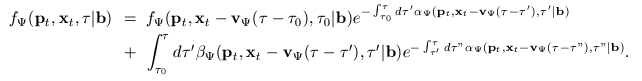 f_Ψ(𝐩_t, 𝐱_t, τ|𝐛) = f_Ψ(𝐩_t, 𝐱_t − 𝐯_Ψ(τ − τ_0), τ_0|𝐛)e^{−∫_{τ_0}^{τ} dτ′α_Ψ(𝐩_t,𝐱_t−𝐯_Ψ(τ−τ′),τ′|𝐛)}
+ ∫_{τ_0}^{τ} dτ′β_Ψ(𝐩_t, 𝐱_t − 𝐯_Ψ(τ − τ′), τ′|𝐛)e^{−∫_{τ′}^{τ} dτ”α_Ψ(𝐩_t,𝐱_t−𝐯_Ψ(τ−τ”),τ”|𝐛)}.